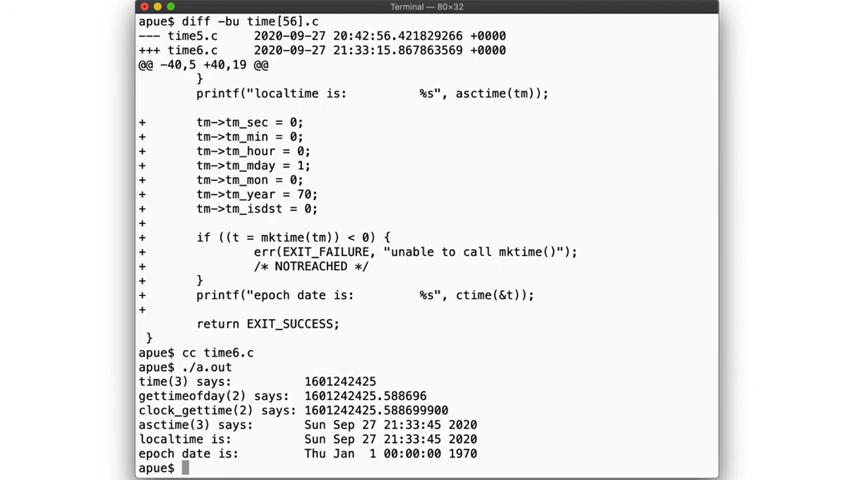 Terminal — 80×32
apue$ diff -bu time[56].c
--- time5.c     2020-09-27 20:42:56.421829266 +0000
+++ time6.c     2020-09-27 21:33:15.867863569 +0000
@@ -40,5 +40,19 @@
        }
        printf("localtime is:          %s", asctime(tm));

+       tm->tm_sec = 0;
+       tm->tm_min = 0;
+       tm->tm_hour = 0;
+       tm->tm_mday = 1;
+       tm->tm_mon = 0;
+       tm->tm_year = 70;
+       tm->tm_isdst = 0;
+
+       if ((t = mktime(tm)) < 0) {
+               err(EXIT_FAILURE, "unable to call mktime()");
+               /* NOTREACHED */
+       }
+       printf("epoch date is:         %s", ctime(&t));
+
        return EXIT_SUCCESS;
 }
apue$ cc time6.c
apue$ ./a.out
time(3) says:          1601242425
gettimeofday(2) says:  1601242425.588696
clock_gettime(2) says: 1601242425.588699900
asctime(3) says:       Sun Sep 27 21:33:45 2020
localtime is:          Sun Sep 27 21:33:45 2020
epoch date is:         Thu Jan  1 00:00:00 1970
apue$